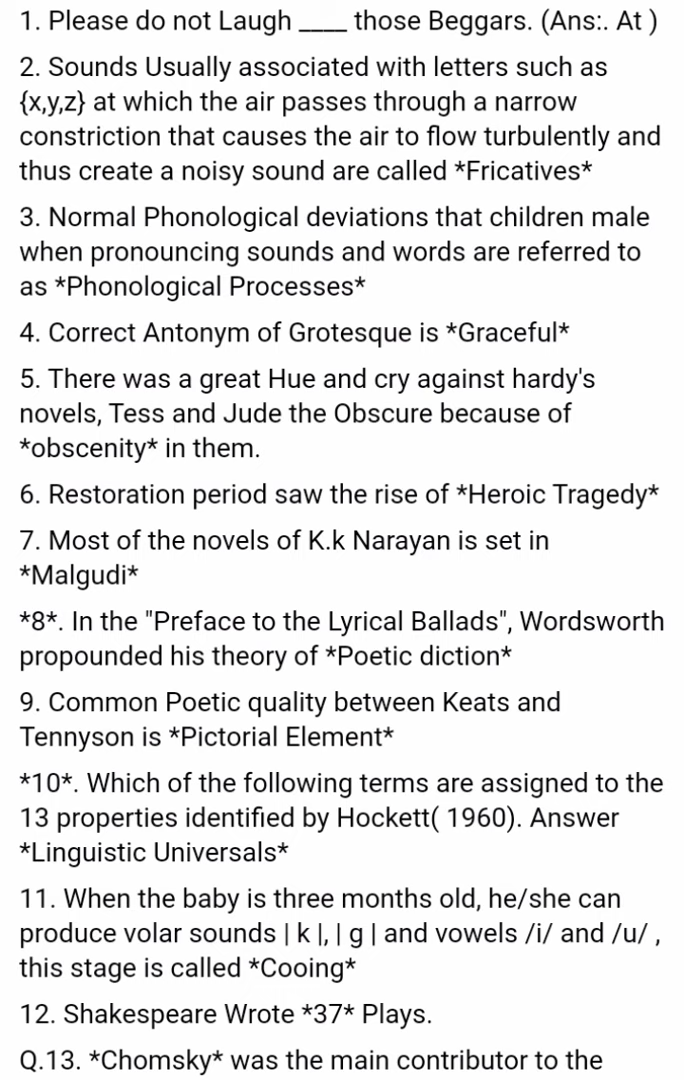 1. Please do not Laugh ____ those Beggars. (Ans:. At )
2. Sounds Usually associated with letters such as
{x,y,z} at which the air passes through a narrow
constriction that causes the air to flow turbulently and
thus create a noisy sound are called *Fricatives*
3. Normal Phonological deviations that children male
when pronouncing sounds and words are referred to
as *Phonological Processes*
4. Correct Antonym of Grotesque is *Graceful*
5. There was a great Hue and cry against hardy's
novels, Tess and Jude the Obscure because of
*obscenity* in them.
6. Restoration period saw the rise of *Heroic Tragedy*
7. Most of the novels of K.k Narayan is set in
*Malgudi*
*8*. In the "Preface to the Lyrical Ballads", Wordsworth
propounded his theory of *Poetic diction*
9. Common Poetic quality between Keats and
Tennyson is *Pictorial Element*
*10*. Which of the following terms are assigned to the
13 properties identified by Hockett( 1960). Answer
*Linguistic Universals*
11. When the baby is three months old, he/she can
produce volar sounds | k |, | g | and vowels /i/ and /u/ ,
this stage is called *Cooing*
12. Shakespeare Wrote *37* Plays.
Q.13. *Chomsky* was the main contributor to the